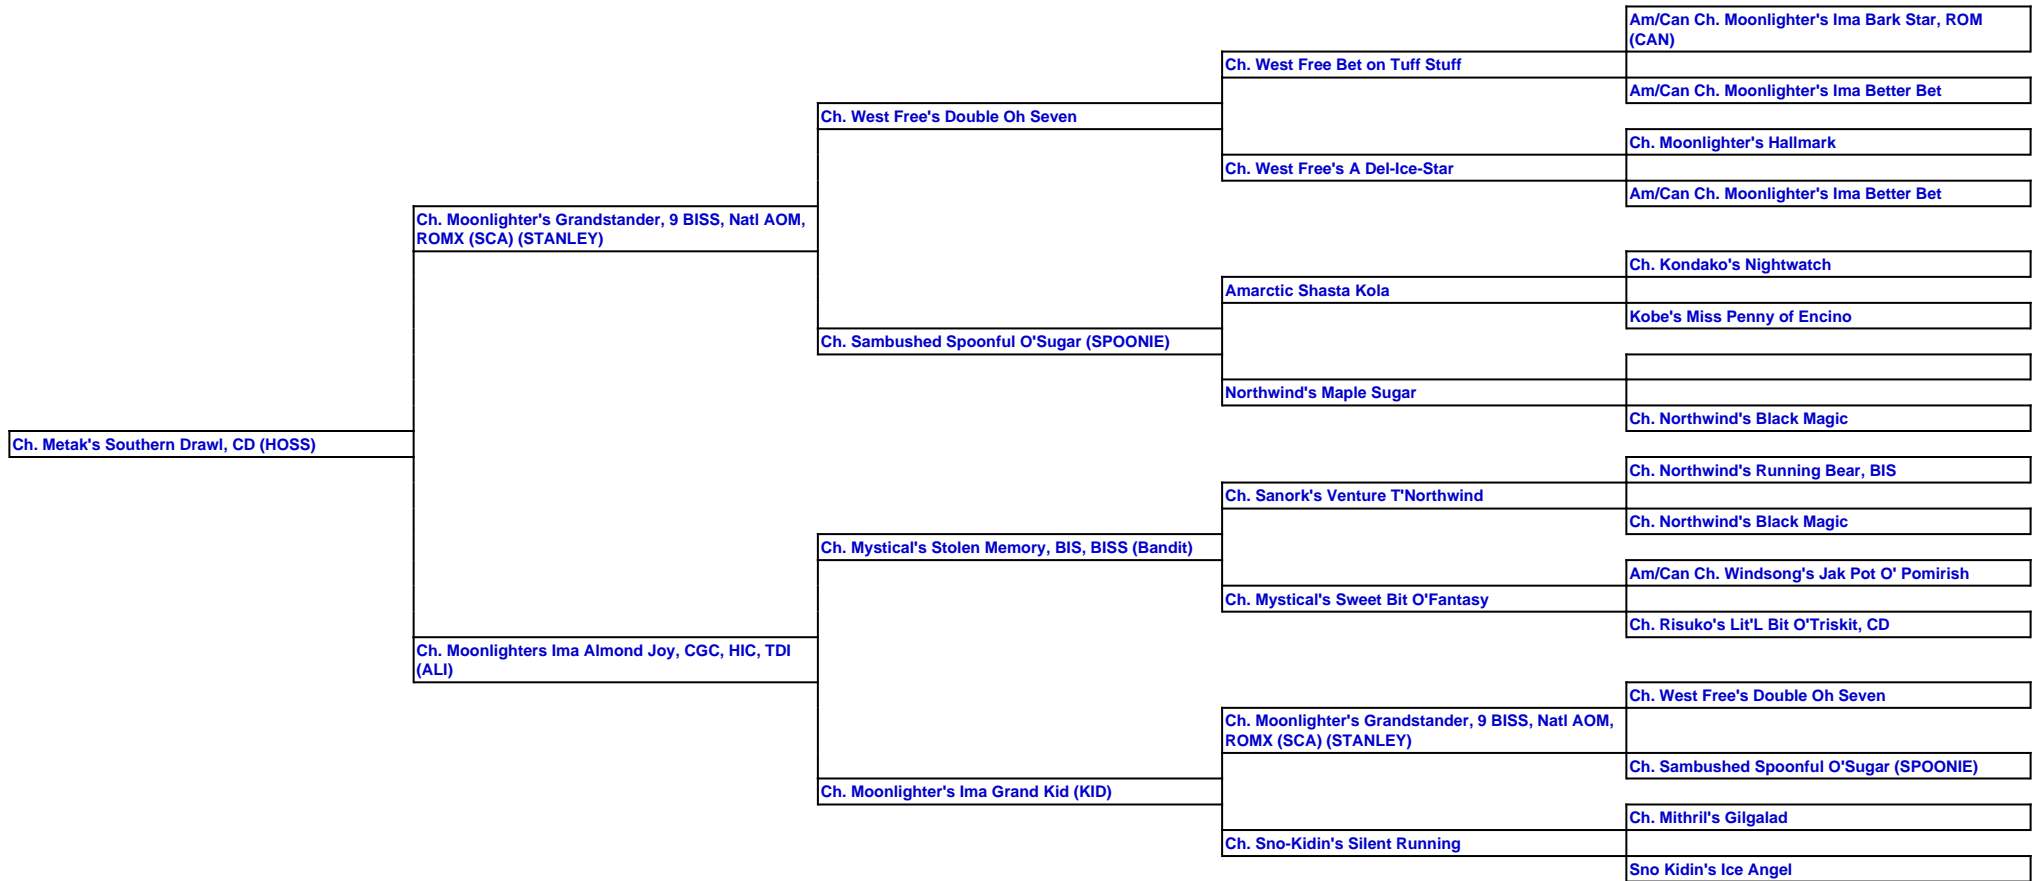 Am/Can Ch. Moonlighter's Ima Bark Star, ROM
(CAN)
Ch. West Free Bet on Tuff Stuff
Am/Can Ch. Moonlighter's Ima Better Bet
Ch. West Free's Double Oh Seven
Ch. Moonlighter's Hallmark
Ch. West Free's A Del-Ice-Star
Am/Can Ch. Moonlighter's Ima Better Bet
Ch. Moonlighter's Grandstander, 9 BISS, Natl AOM,
ROMX (SCA) (STANLEY)
Ch. Kondako's Nightwatch
Amarctic Shasta Kola
Kobe's Miss Penny of Encino
Ch. Sambushed Spoonful O'Sugar (SPOONIE)
Northwind's Maple Sugar
Ch. Northwind's Black Magic
Ch. Metak's Southern Drawl, CD (HOSS)
Ch. Northwind's Running Bear, BIS
Ch. Sanork's Venture T'Northwind
Ch. Northwind's Black Magic
Ch. Mystical's Stolen Memory, BIS, BISS (Bandit)
Am/Can Ch. Windsong's Jak Pot O' Pomirish
Ch. Mystical's Sweet Bit O'Fantasy
Ch. Risuko's Lit'L Bit O'Triskit, CD
Ch. Moonlighters Ima Almond Joy, CGC, HIC, TDI
(ALI)
Ch. West Free's Double Oh Seven
Ch. Moonlighter's Grandstander, 9 BISS, Natl AOM,
ROMX (SCA) (STANLEY)
Ch. Sambushed Spoonful O'Sugar (SPOONIE)
Ch. Moonlighter's Ima Grand Kid (KID)
Ch. Mithril's Gilgalad
Ch. Sno-Kidin's Silent Running
Sno Kidin's Ice Angel